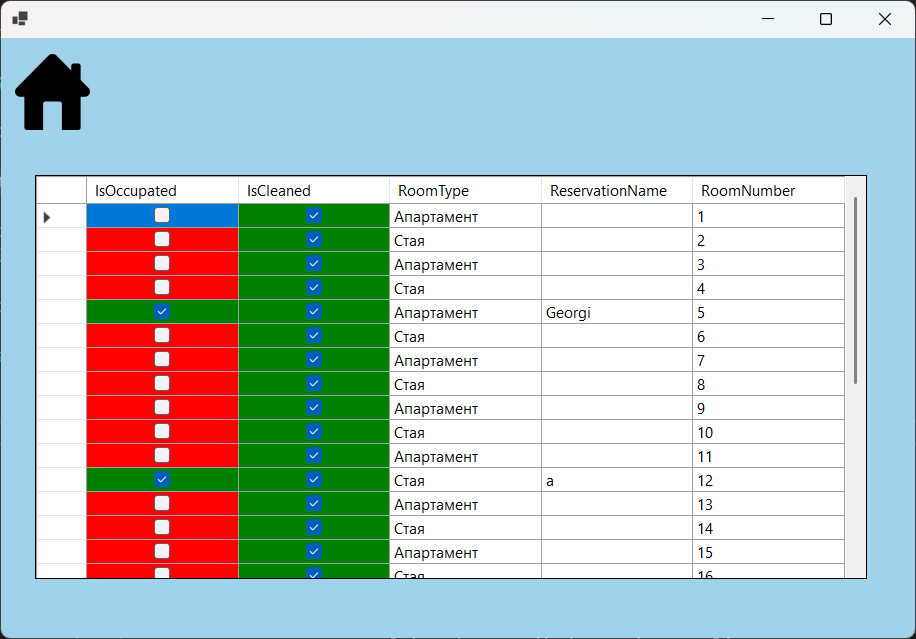 IsOccupated IsCleaned RoomType ReservationName RoomNumber
Апартамент 1
Стая 2
Апартамент 3
Стая 4
Апартамент Georgi 5
Стая 6
Апартамент 7
Стая 8
Апартамент 9
Стая 10
Апартамент 11
Стая a 12
Апартамент 13
Стая 14
Апартамент 15
Стая 16